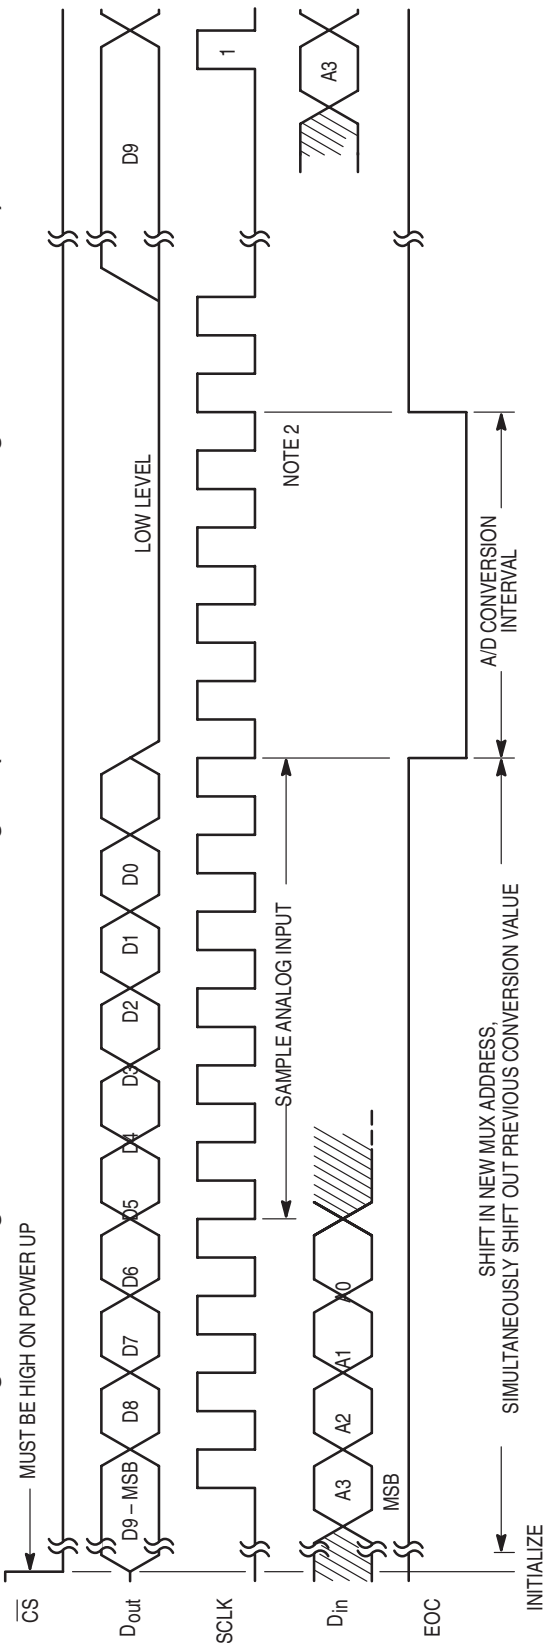 CS
MUST BE HIGH ON POWER UP
Dout
D9 – MSB
D8
D7
D6
D5
D4
D3
D2
D1
D0
LOW LEVEL
D9
SCLK
1
SAMPLE ANALOG INPUT
NOTE 2
Din
A3
A2
A1
A0
MSB
A3
EOC
SHIFT IN NEW MUX ADDRESS,
SIMULTANEOUSLY SHIFT OUT PREVIOUS CONVERSION VALUE
A/D CONVERSION
INTERVAL
INITIALIZE